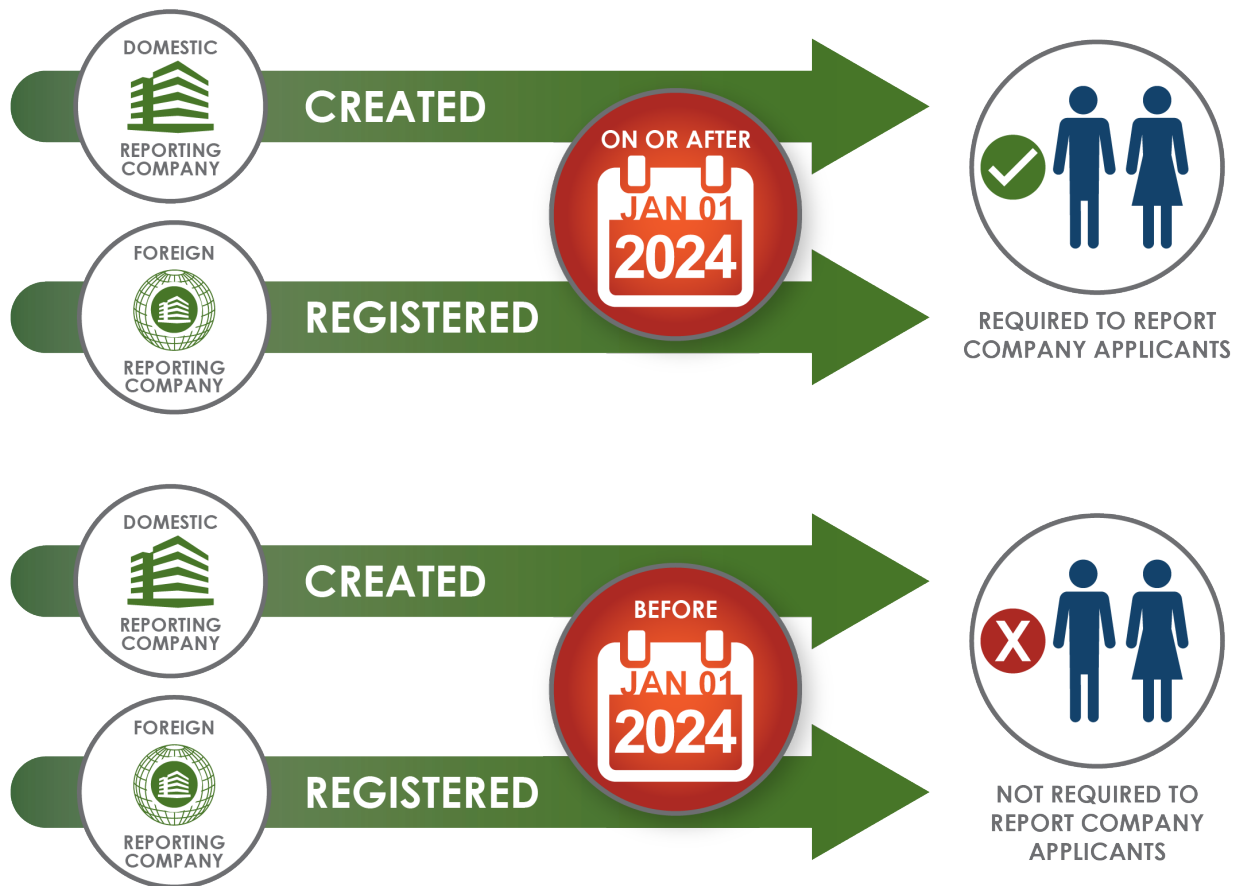 DOMESTIC
REPORTING
COMPANY
CREATED
ON OR AFTER
JAN 01
2024
FOREIGN
REPORTING
COMPANY
REGISTERED
REQUIRED TO REPORT
COMPANY APPLICANTS
DOMESTIC
REPORTING
COMPANY
CREATED
BEFORE
JAN 01
2024
X
FOREIGN
REPORTING
COMPANY
REGISTERED
NOT REQUIRED TO
REPORT COMPANY
APPLICANTS